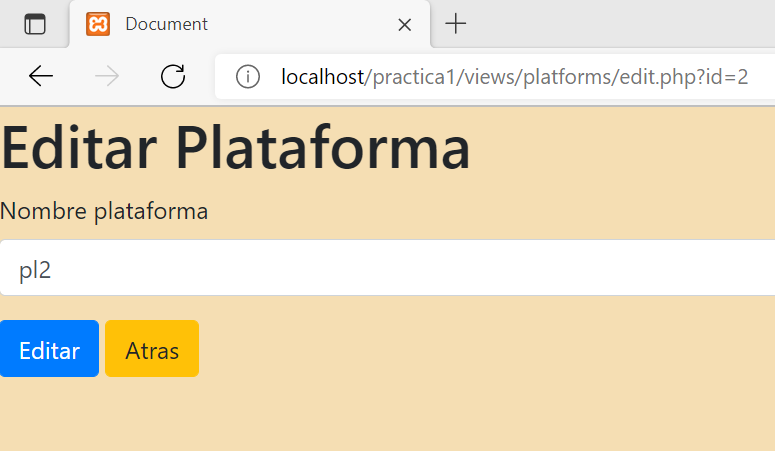 Document
localhost/practica1/views/platforms/edit.php?id=2
Editar Plataforma
Nombre plataforma
pl2
Editar Atras